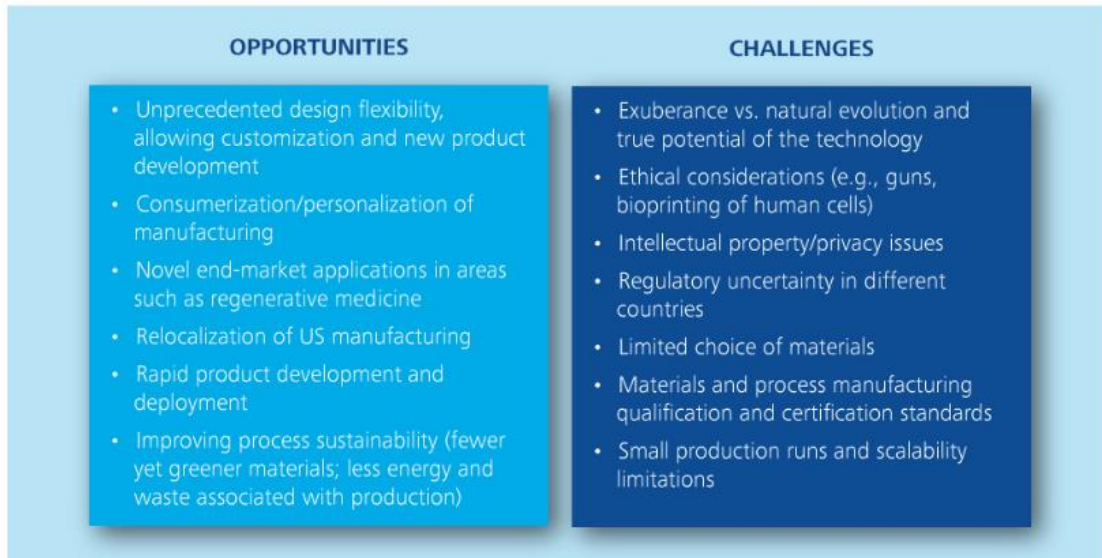 OPPORTUNITIES
• Unprecedented design flexibility,
allowing customization and new product
development
• Consumerization/personalization of
manufacturing
• Novel end-market applications in areas
such as regenerative medicine
• Relocalization of US manufacturing
• Rapid product development and
deployment
• Improving process sustainability (fewer
yet greener materials; less energy and
waste associated with production)
CHALLENGES
• Exuberance vs. natural evolution and
true potential of the technology
• Ethical considerations (e.g., guns,
bioprinting of human cells)
• Intellectual property/privacy issues
• Regulatory uncertainty in different
countries
• Limited choice of materials
• Materials and process manufacturing
qualification and certification standards
• Small production runs and scalability
limitations